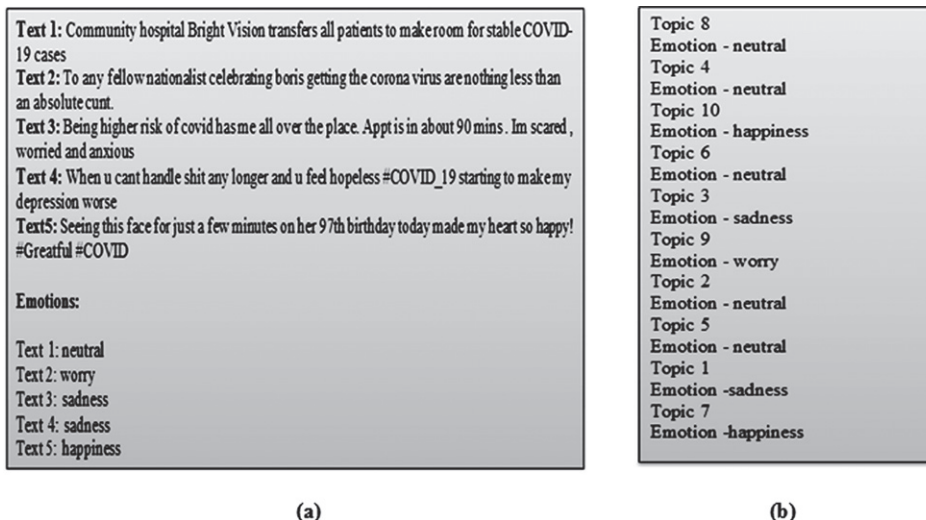 Text 1: Community hospital Bright Vision transfers all patients to make room for stable COVID-
19 cases
Text 2: To any fellow nationalist celebrating boris getting the corona virus are nothing less than
an absolute cunt.
Text 3: Being higher risk of covid has me all over the place. Appt is in about 90 mins . Im scared ,
worried and anxious
Text 4: When u cant handle shit any longer and u feel hopeless #COVID_19 starting to make my
depression worse
Text5: Seeing this face for just a few minutes on her 97th birthday today made my heart so happy!
#Greatful #COVID
Emotions:
Text 1: neutral
Text 2: worry
Text 3: sadness
Text 4: sadness
Text 5: happiness
(a)
Topic 8
Emotion - neutral
Topic 4
Emotion - neutral
Topic 10
Emotion - happiness
Topic 6
Emotion - neutral
Topic 3
Emotion - sadness
Topic 9
Emotion - worry
Topic 2
Emotion - neutral
Topic 5
Emotion - neutral
Topic 1
Emotion -sadness
Topic 7
Emotion -happiness
(b)